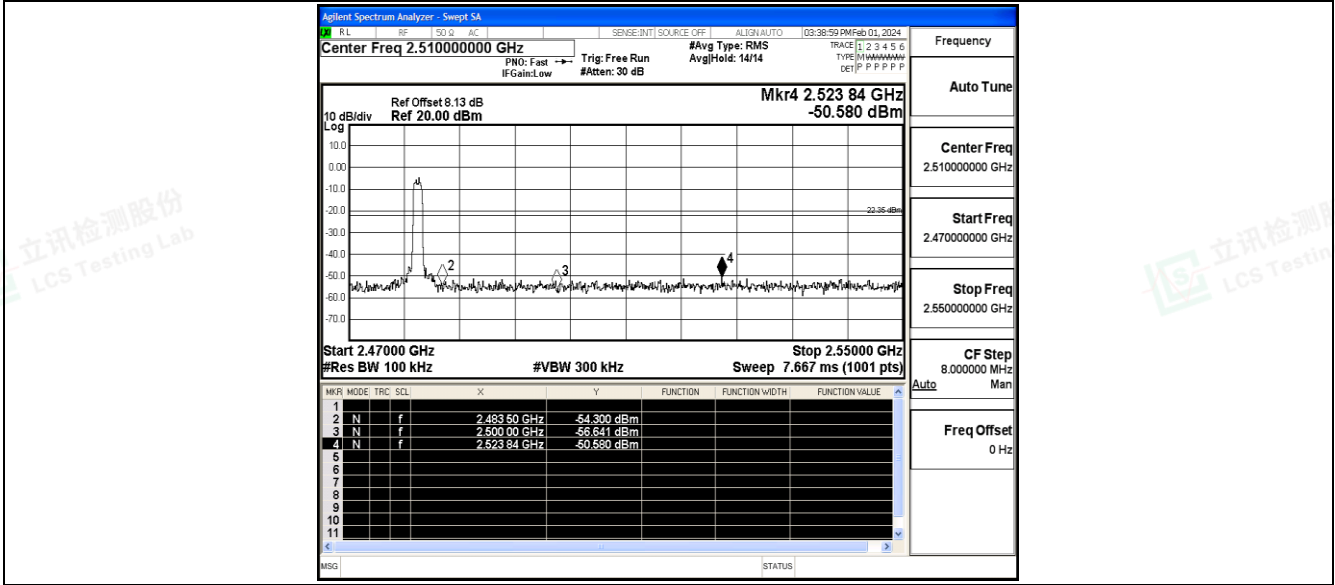 Agilent Spectrum Analyzer - Swept SA
RL RF 50 Ω AC SENSE:INT SOURCE OFF ALIGN AUTO 03:38:59 PM Feb 01, 2024
Center Freq 2.510000000 GHz
PNO: Fast
IFGain:Low
Trig: Free Run
#Atten: 30 dB
#Avg Type: RMS
Avg|Hold: 14/14
TRACE 1 2 3 4 5 6
TYPE M WWWWW
DET P P P P P P
Mkr4 2.523 84 GHz
-50.580 dBm
Ref Offset 8.13 dB
10 dB/div Ref 20.00 dBm
Log
10.0
0.00
-10.0
-20.0
-30.0
-40.0
-50.0
-60.0
-70.0
22.35 dBm
2
3
4
Start 2.47000 GHz Stop 2.55000 GHz
#Res BW 100 kHz #VBW 300 kHz Sweep 7.667 ms (1001 pts)
MKR MODE TRC SCL X Y FUNCTION FUNCTION WIDTH FUNCTION VALUE
1
2 N f 2.483 50 GHz -54.300 dBm
3 N f 2.500 00 GHz -56.641 dBm
4 N f 2.523 84 GHz -50.580 dBm
5
6
7
8
9
10
11
MSG STATUS
Frequency
Auto Tune
Center Freq
2.510000000 GHz
Start Freq
2.470000000 GHz
Stop Freq
2.550000000 GHz
CF Step
8.000000 MHz
Auto Man
Freq Offset
0 Hz
立讯检测股份
LCS Testing Lab
立讯检测
LCS Testin